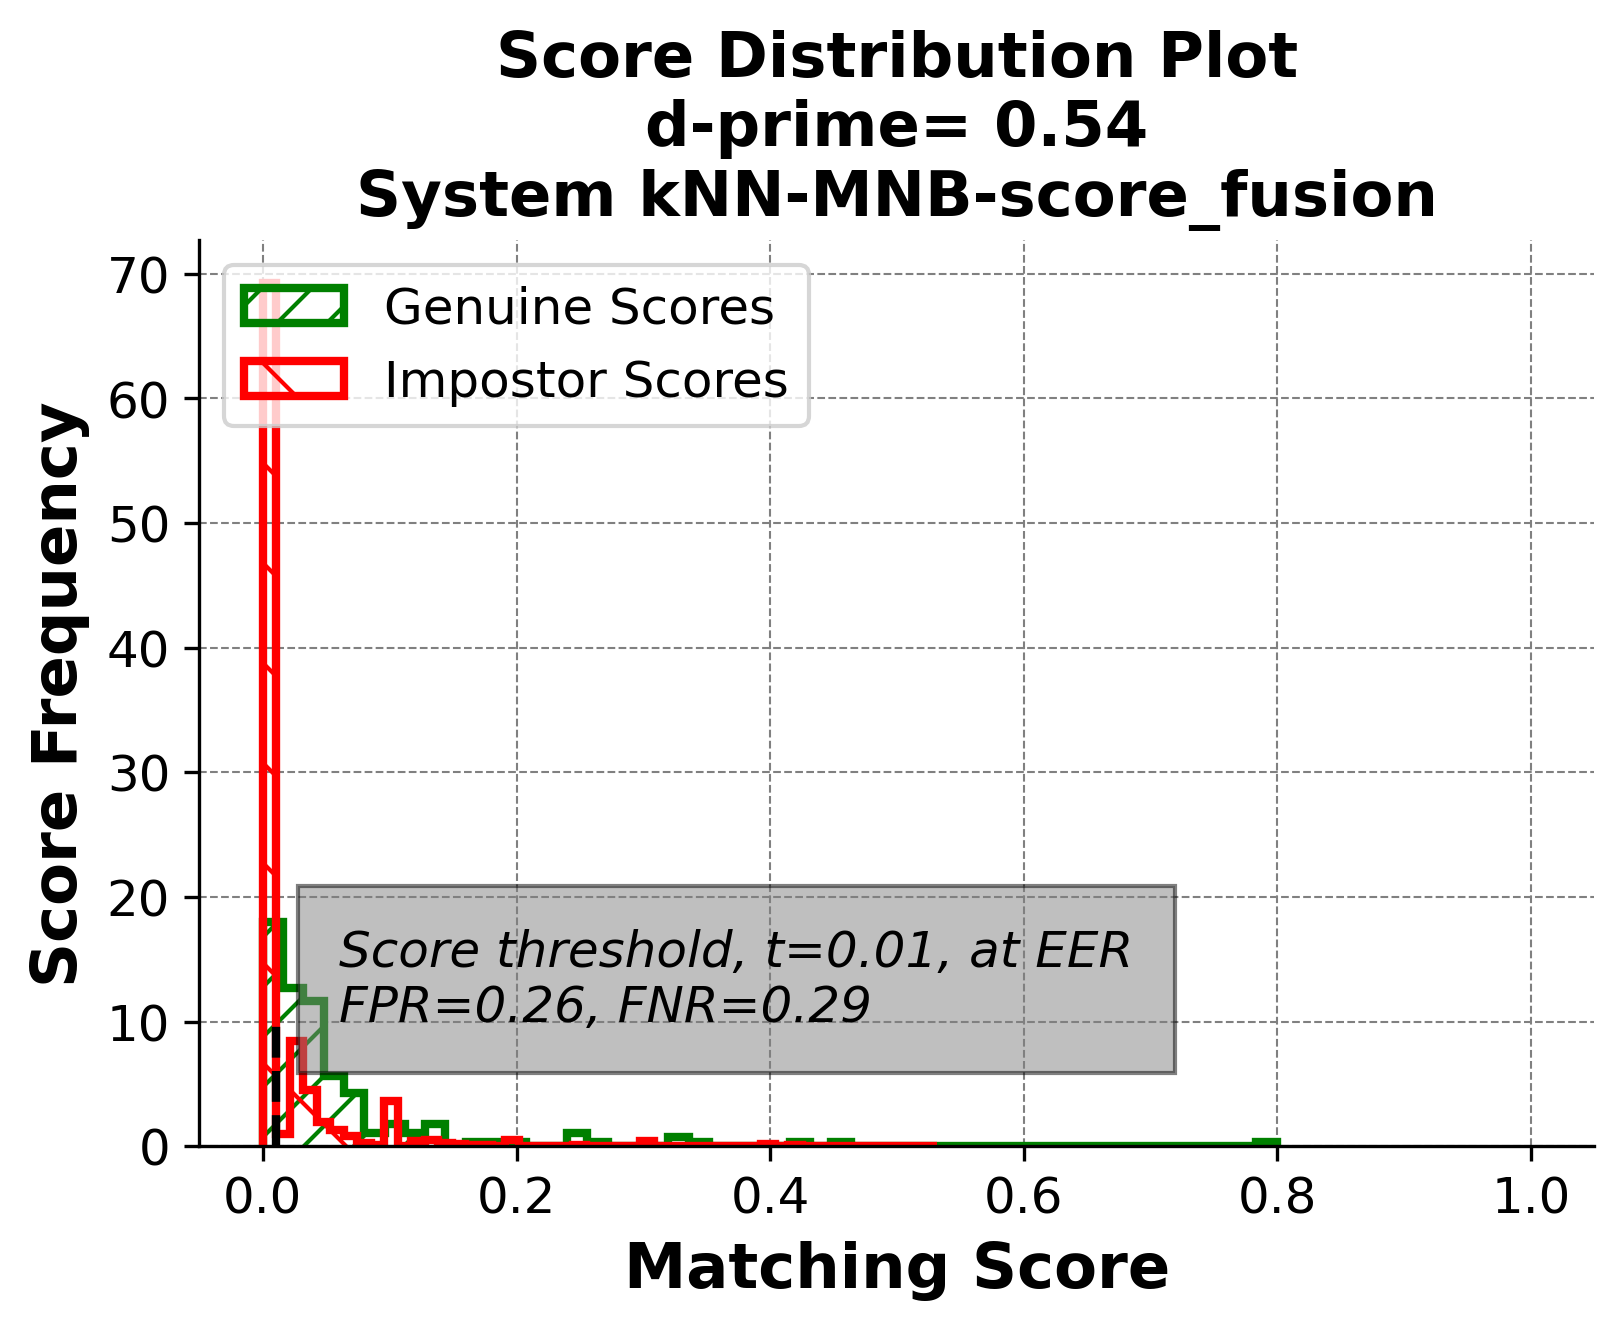 Score Distribution Plot
d-prime= 0.54
System kNN-MNB-score_fusion
Genuine Scores
Impostor Scores
Score Frequency
70
60
50
40
30
20
10
0
Score threshold, t=0.01, at EER
FPR=0.26, FNR=0.29
0.0 0.2 0.4 0.6 0.8 1.0
Matching Score